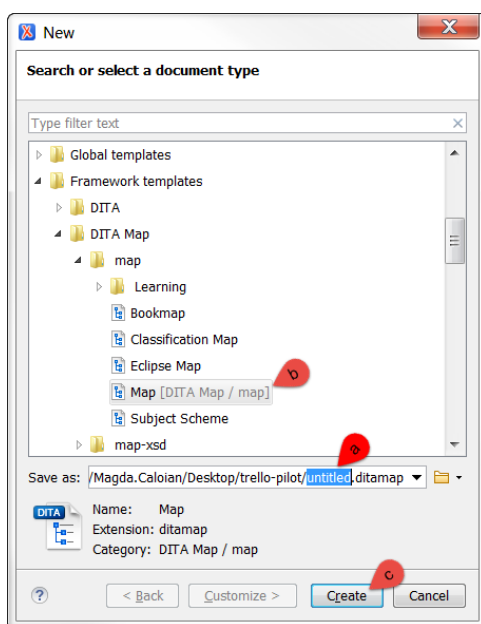 New
X
Search or select a document type
Type filter text
Global templates
Framework templates
DITA
DITA Map
map
Learning
Bookmap
Classification Map
Eclipse Map
b
Map [DITA Map / map]
Subject Scheme
a
map-xsd
Save as: /Magda.Caloian/Desktop/trello-pilot/untitled.ditamap
DITA Name: Map
Extension: ditamap
Category: DITA Map / map
c
? < Back Customize > Create Cancel